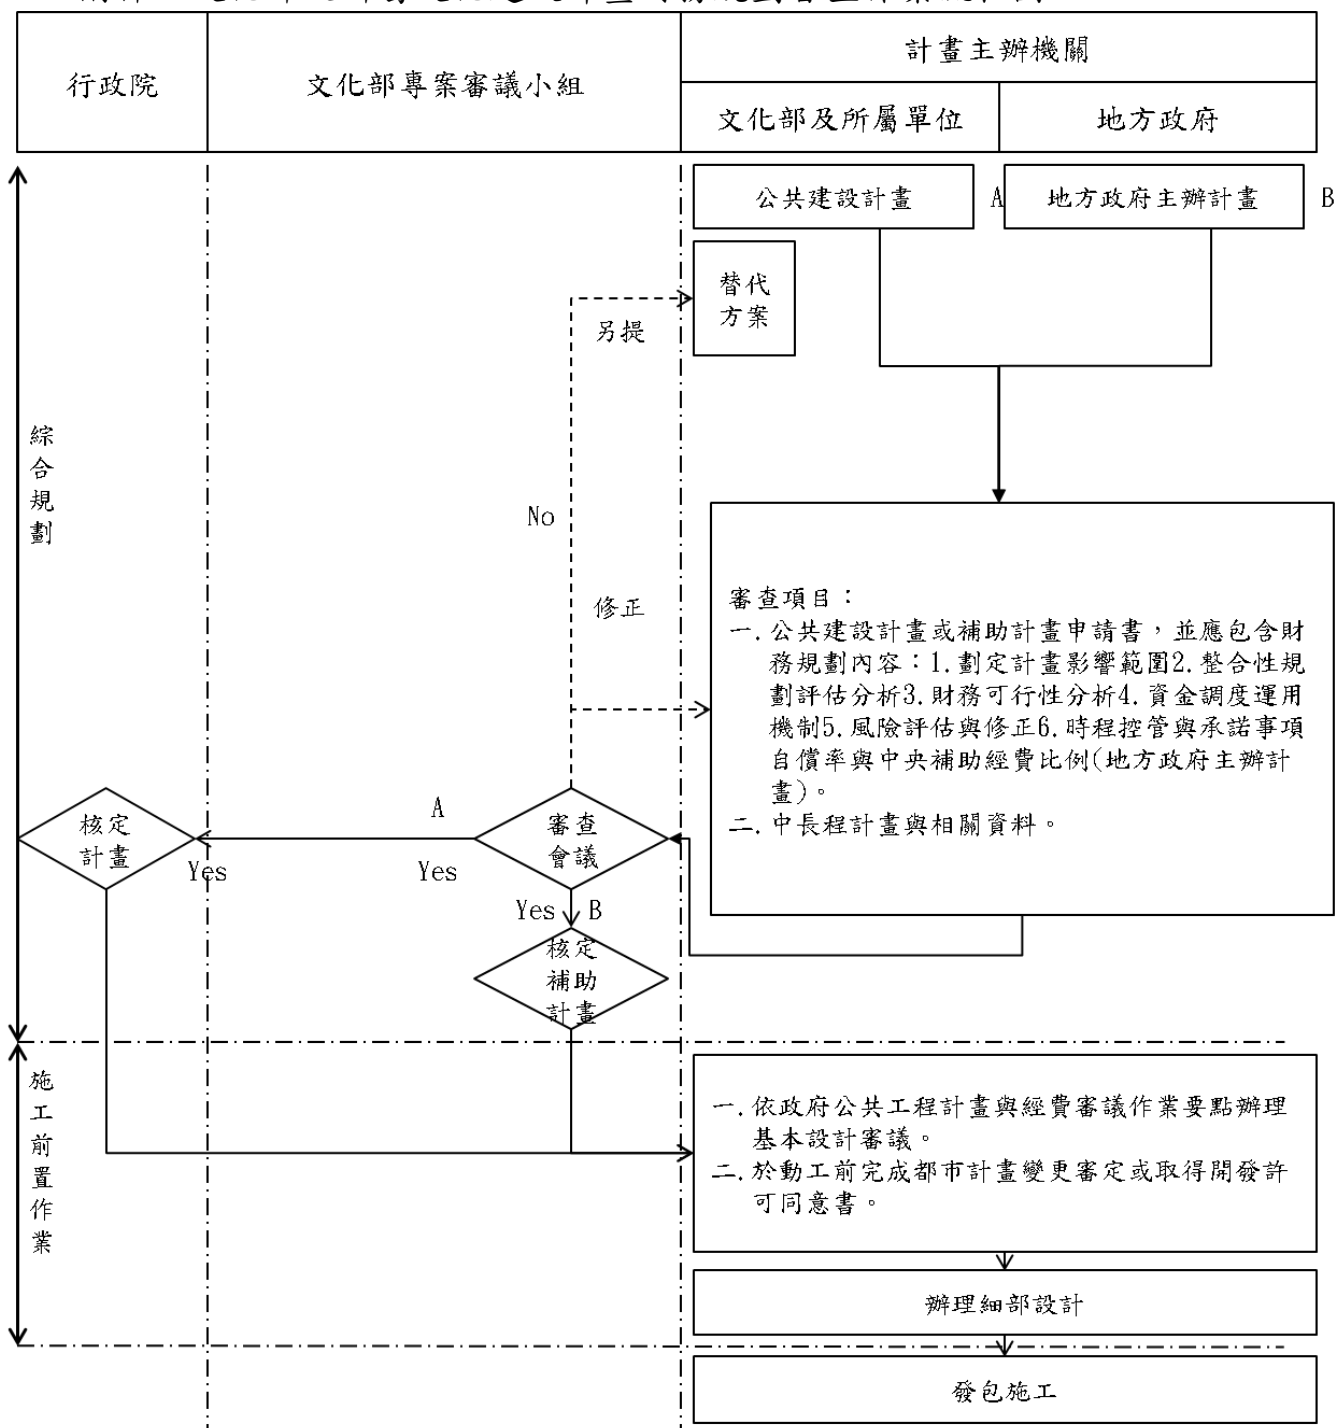 行政院
文化部專案審議小組
計畫主辦機關
文化部及所屬單位
地方政府
公共建設計畫
A
地方政府主辦計畫
B
替代
方案
另提
綜
合
規
劃
No
修正
審查項目：
一.公共建設計畫或補助計畫申請書，並應包含財
務規劃內容：1.劃定計畫影響範圍2.整合性規
劃評估分析3.財務可行性分析4.資金調度運用
機制5.風險評估與修正6.時程控管與承諾事項
自償率與中央補助經費比例(地方政府主辦計
畫)。
二.中長程計畫與相關資料。
核定
計畫
Yes
A
Yes
審查
會議
Yes
B
核定
補助
計畫
施
工
前
置
作
業
一.依政府公共工程計畫與經費審議作業要點辦理
基本設計審議。
二.於動工前完成都市計畫變更審定或取得開發許
可同意書。
辦理細部設計
發包施工